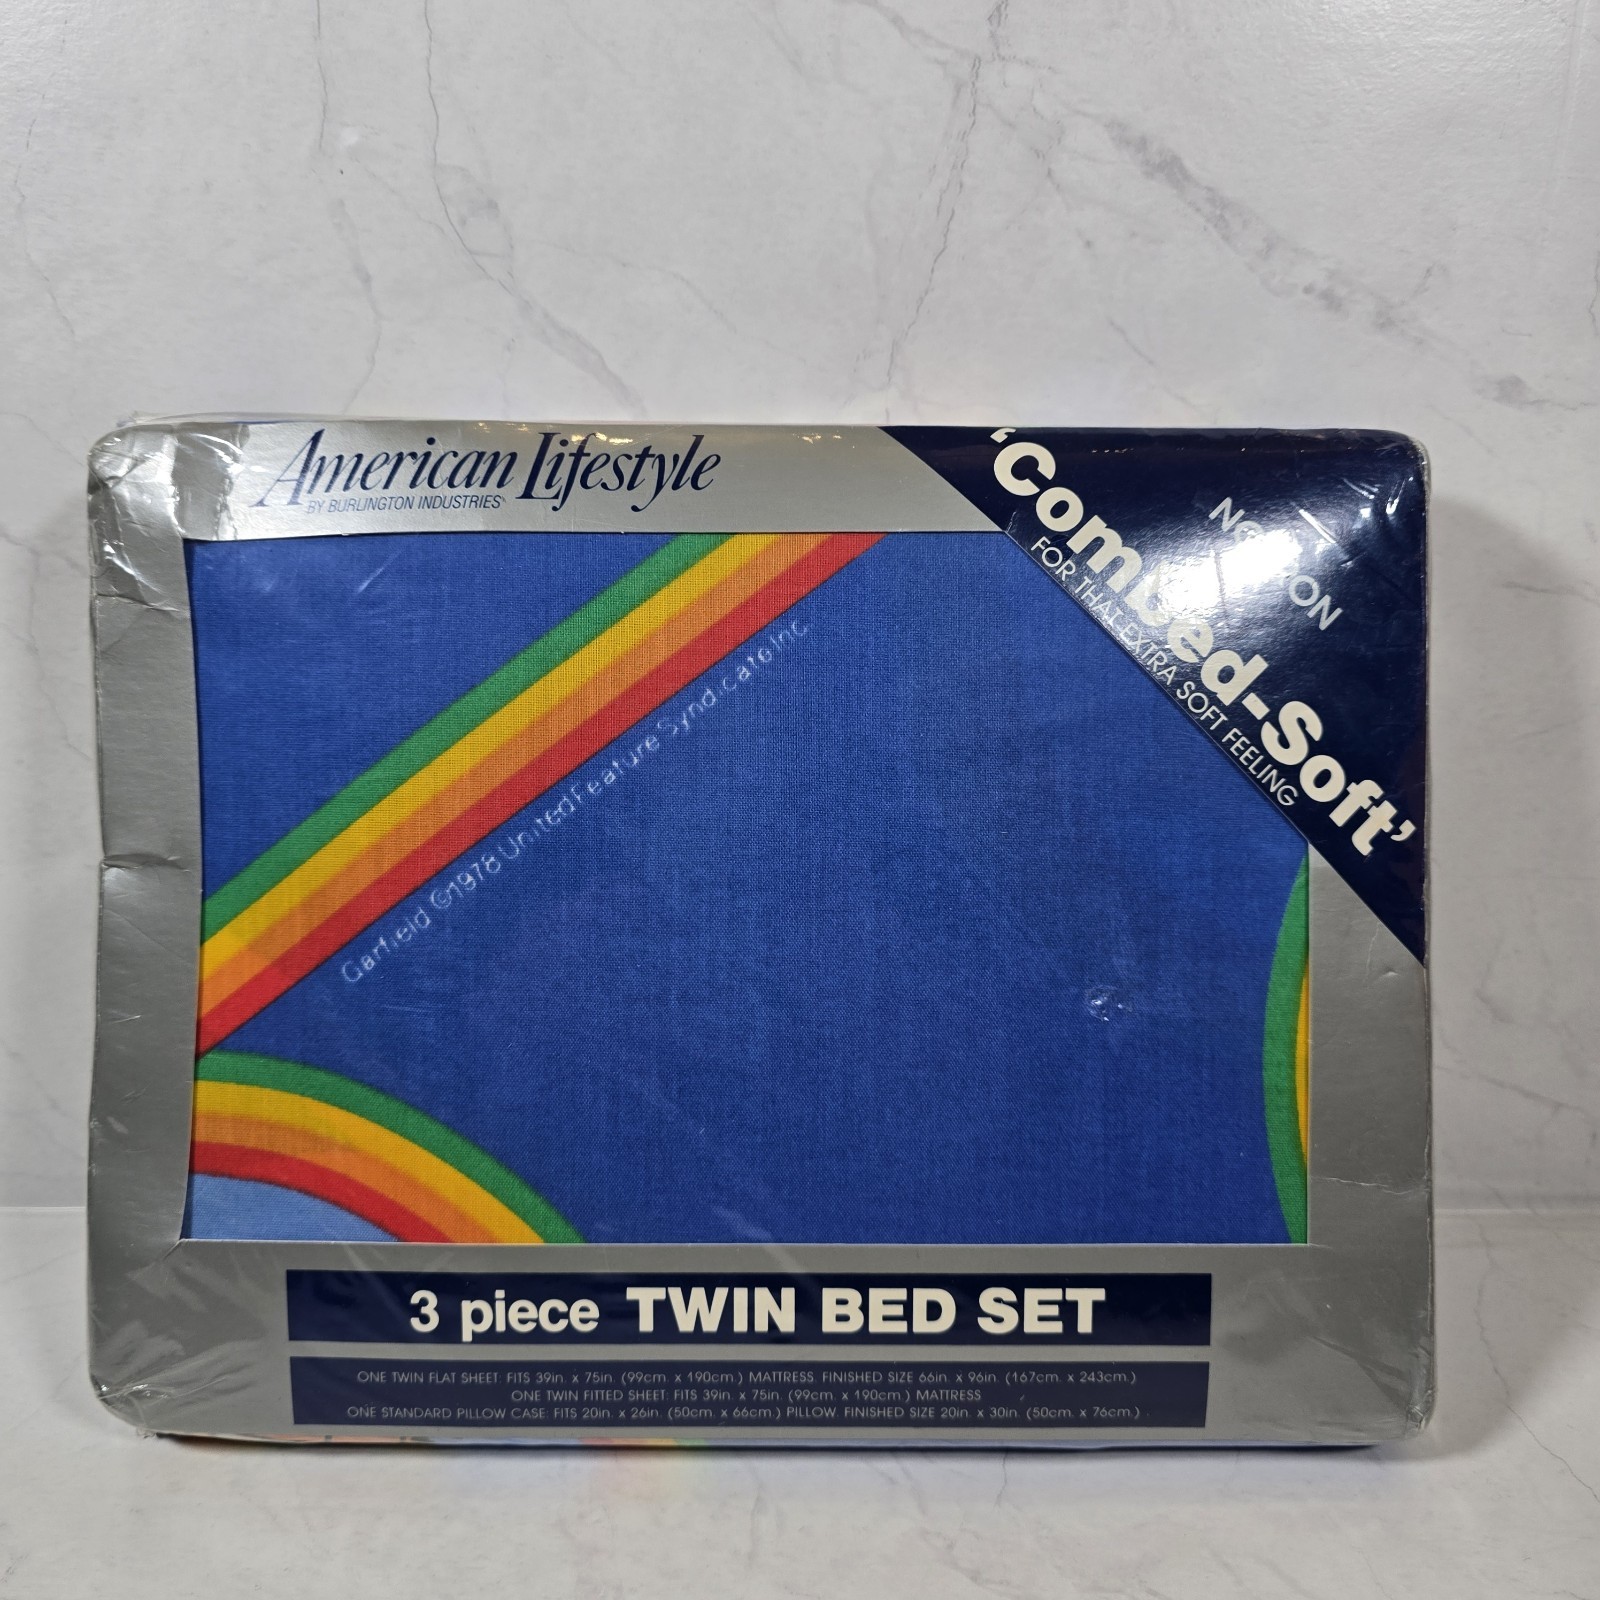 American Lifestyle
BY BURLINGTON INDUSTRIES
NO IRON
'Combed-Soft'
FOR THAT EXTRA SOFT FEELING
Garfield ©1978 United Feature Syndicate Inc
3 piece TWIN BED SET
ONE TWIN FLAT SHEET: FITS 39in. x 75in. (99cm. x 190cm.) MATTRESS. FINISHED SIZE 66in. x 96in. (167cm. x 243cm.)
ONE TWIN FITTED SHEET: FITS 39in. x 75in. (99cm. x 190cm.) MATTRESS
ONE STANDARD PILLOW CASE: FITS 20in. x 26in. (50cm. x 66cm.) PILLOW. FINISHED SIZE 20in. x 30in. (50cm. x 76cm.)